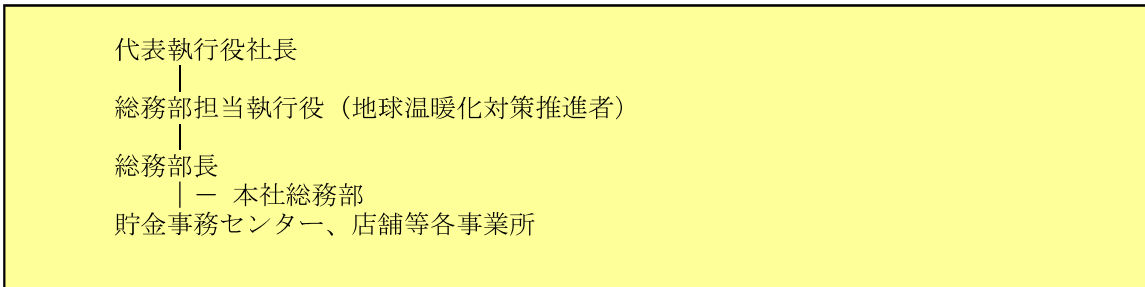 代表執行役社長
総務部担当執行役（地球温暖化対策推進者）
総務部長
｜－ 本社総務部
貯金事務センター、店舗等各事業所